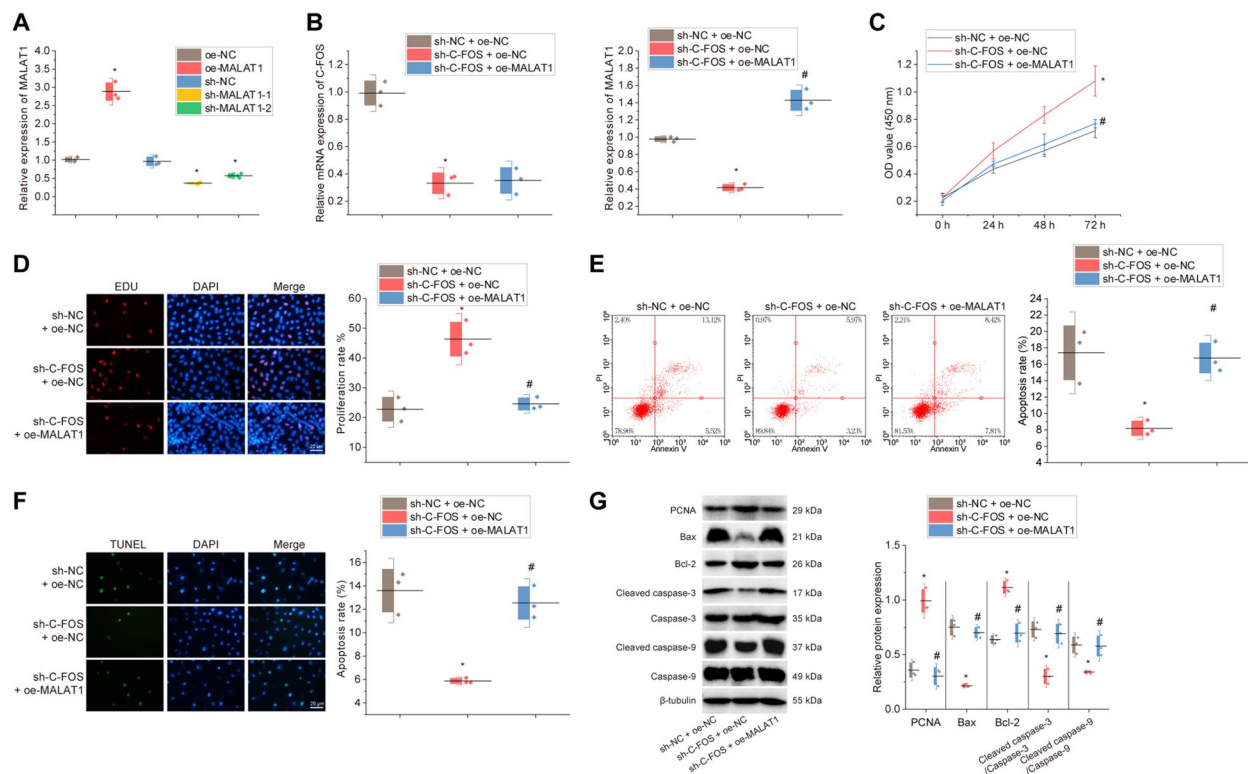 A
Relative expression of MALAT1
4.0
3.5
3.0
2.5
2.0
1.5
1.0
0.5
0.0
oe-NC
oe-MALAT1
sh-NC
sh-MALAT1-1
sh-MALAT1-2
*
*
*
B
sh-NC + oe-NC
sh-C-FOS + oe-NC
sh-C-FOS + oe-MALAT1
Relative mRNA expression of C-FOS
1.2
1.0
0.8
0.6
0.4
0.2
*
sh-NC + oe-NC
sh-C-FOS + oe-NC
sh-C-FOS + oe-MALAT1
Relative expression of MALAT1
2.0
1.8
1.6
1.4
1.2
1.0
0.8
0.6
0.4
0.2
*
#
C
sh-NC + oe-NC
sh-C-FOS + oe-NC
sh-C-FOS + oe-MALAT1
OD value (450 nm)
1.2
1.0
0.8
0.6
0.4
0.2
0 h
24 h
48 h
72 h
*
#
D
EDU
DAPI
Merge
sh-NC
+ oe-NC
sh-C-FOS
+ oe-NC
sh-C-FOS
+ oe-MALAT1
25 μm
sh-NC + oe-NC
sh-C-FOS + oe-NC
sh-C-FOS + oe-MALAT1
Proliferation rate %
60
50
40
30
20
10
*
#
E
sh-NC + oe-NC
2.40%
13.12%
78.96%
5.52%
PI
Annexin V
sh-C-FOS + oe-NC
0.97%
5.97%
89.84%
3.23%
PI
Annexin V
sh-C-FOS + oe-MALAT1
2.21%
8.42%
81.55%
7.81%
PI
Annexin V
sh-NC + oe-NC
sh-C-FOS + oe-NC
sh-C-FOS + oe-MALAT1
Apoptosis rate (%)
24
22
20
18
16
14
12
10
8
6
4
*
#
F
TUNEL
DAPI
Merge
sh-NC
+ oe-NC
sh-C-FOS
+ oe-NC
sh-C-FOS
+ oe-MALAT1
25 μm
sh-NC + oe-NC
sh-C-FOS + oe-NC
sh-C-FOS + oe-MALAT1
Apoptosis rate (%)
16
14
12
10
8
6
4
*
#
G
PCNA
29 kDa
Bax
21 kDa
Bcl-2
26 kDa
Cleaved caspase-3
17 kDa
Caspase-3
35 kDa
Cleaved caspase-9
37 kDa
Caspase-9
49 kDa
β-tubulin
55 kDa
sh-NC + oe-NC
sh-C-FOS + oe-NC
sh-C-FOS + oe-MALAT1
sh-NC + oe-NC
sh-C-FOS + oe-NC
sh-C-FOS + oe-MALAT1
Relative protein expression
1.5
1.0
0.5
0.0
*
#
*
#
*
#
*
#
*
#
PCNA
Bax
Bcl-2
Cleaved caspase-3
/Caspase-3
Cleaved caspase-9
/Caspase-9